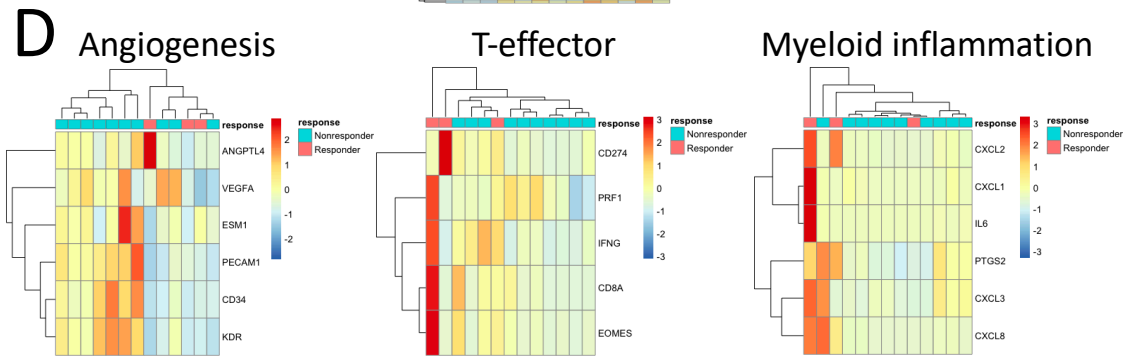 D
Angiogenesis
response
ANGPTL4
VEGFA
ESM1
PECAM1
CD34
KDR
2
1
0
-1
-2
response
Nonresponder
Responder
T-effector
response
CD274
PRF1
IFNG
CD8A
EOMES
3
2
1
0
-1
-2
-3
response
Nonresponder
Responder
Myeloid inflammation
response
CXCL2
CXCL1
IL6
PTGS2
CXCL3
CXCL8
3
2
1
0
-1
-2
-3
response
Nonresponder
Responder